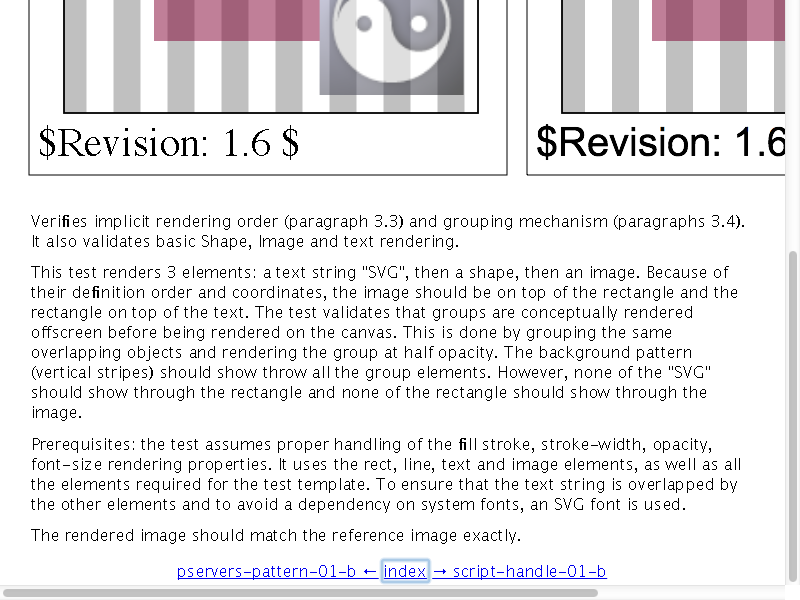 $Revision: 1.6 $
$Revision: 1.6
Verifies implicit rendering order (paragraph 3.3) and grouping mechanism (paragraphs 3.4).
It also validates basic Shape, Image and text rendering.
This test renders 3 elements: a text string "SVG", then a shape, then an image. Because of
their definition order and coordinates, the image should be on top of the rectangle and the
rectangle on top of the text. The test validates that groups are conceptually rendered
offscreen before being rendered on the canvas. This is done by grouping the same
overlapping objects and rendering the group at half opacity. The background pattern
(vertical stripes) should show throw all the group elements. However, none of the "SVG"
should show through the rectangle and none of the rectangle should show through the
image.
Prerequisites: the test assumes proper handling of the fill stroke, stroke-width, opacity,
font-size rendering properties. It uses the rect, line, text and image elements, as well as all
the elements required for the test template. To ensure that the text string is overlapped by
the other elements and to avoid a dependency on system fonts, an SVG font is used.
The rendered image should match the reference image exactly.
pservers-pattern-01-b ← index → script-handle-01-b